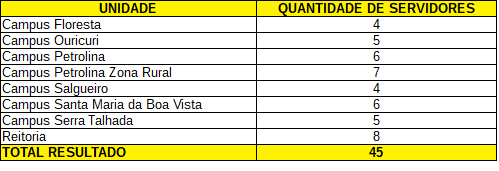 UNIDADE QUANTIDADE DE SERVIDORES
Campus Floresta 4
Campus Ouricuri 5
Campus Petrolina 6
Campus Petrolina Zona Rural 7
Campus Salgueiro 4
Campus Santa Maria da Boa Vista 6
Campus Serra Talhada 5
Reitoria 8
TOTAL RESULTADO 45